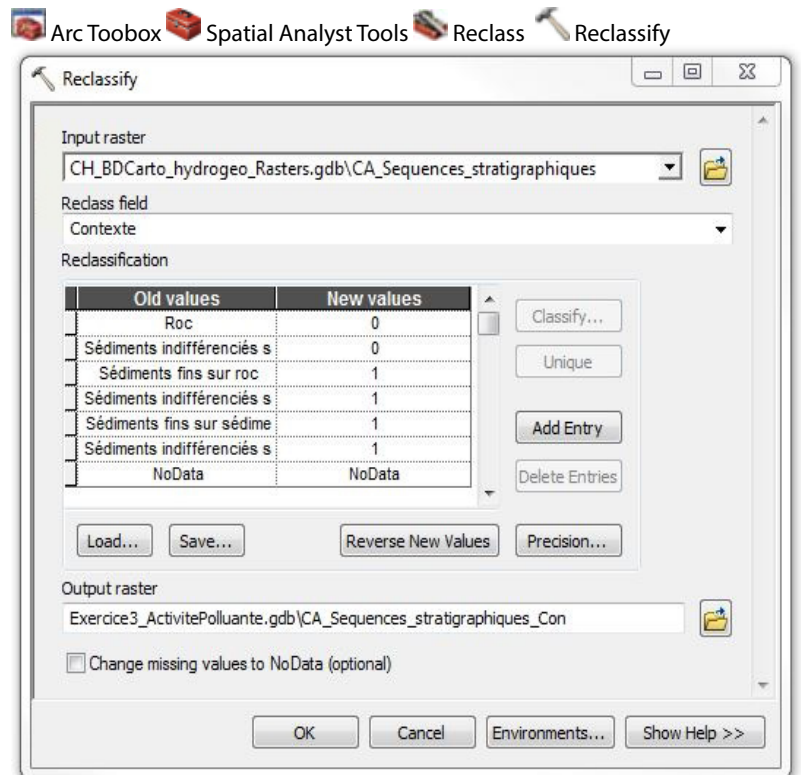 Arc Toobox Spatial Analyst Tools Reclass Reclassify
Reclassify
Input raster
CH_BDCarto_hydrogeo_Rasters.gdb\CA_Sequences_stratigraphiques
Reclass field
Contexte
Reclassification
Old values New values
Roc 0
Sédiments indifférenciés s 0
Sédiments fins sur roc 1
Sédiments indifférenciés s 1
Sédiments fins sur sédime 1
Sédiments indifférenciés s 1
NoData NoData
Classify...
Unique
Add Entry
Delete Entries
Load... Save... Reverse New Values Precision...
Output raster
Exercice3_ActivitePolluante.gdb\CA_Sequences_stratigraphiques_Con
Change missing values to NoData (optional)
OK Cancel Environments... Show Help >>